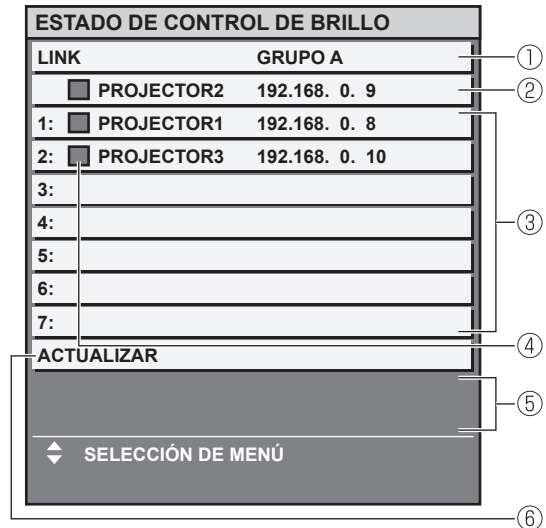 ESTADO DE CONTROL DE BRILLO
LINK GRUPO A ①
PROJECTOR2 192.168. 0. 9 ②
1: PROJECTOR1 192.168. 0. 8
2: PROJECTOR3 192.168. 0. 10
3: ③
4:
5:
6:
7:
④
ACTUALIZAR
⑤
SELECCIÓN DE MENÚ
⑥